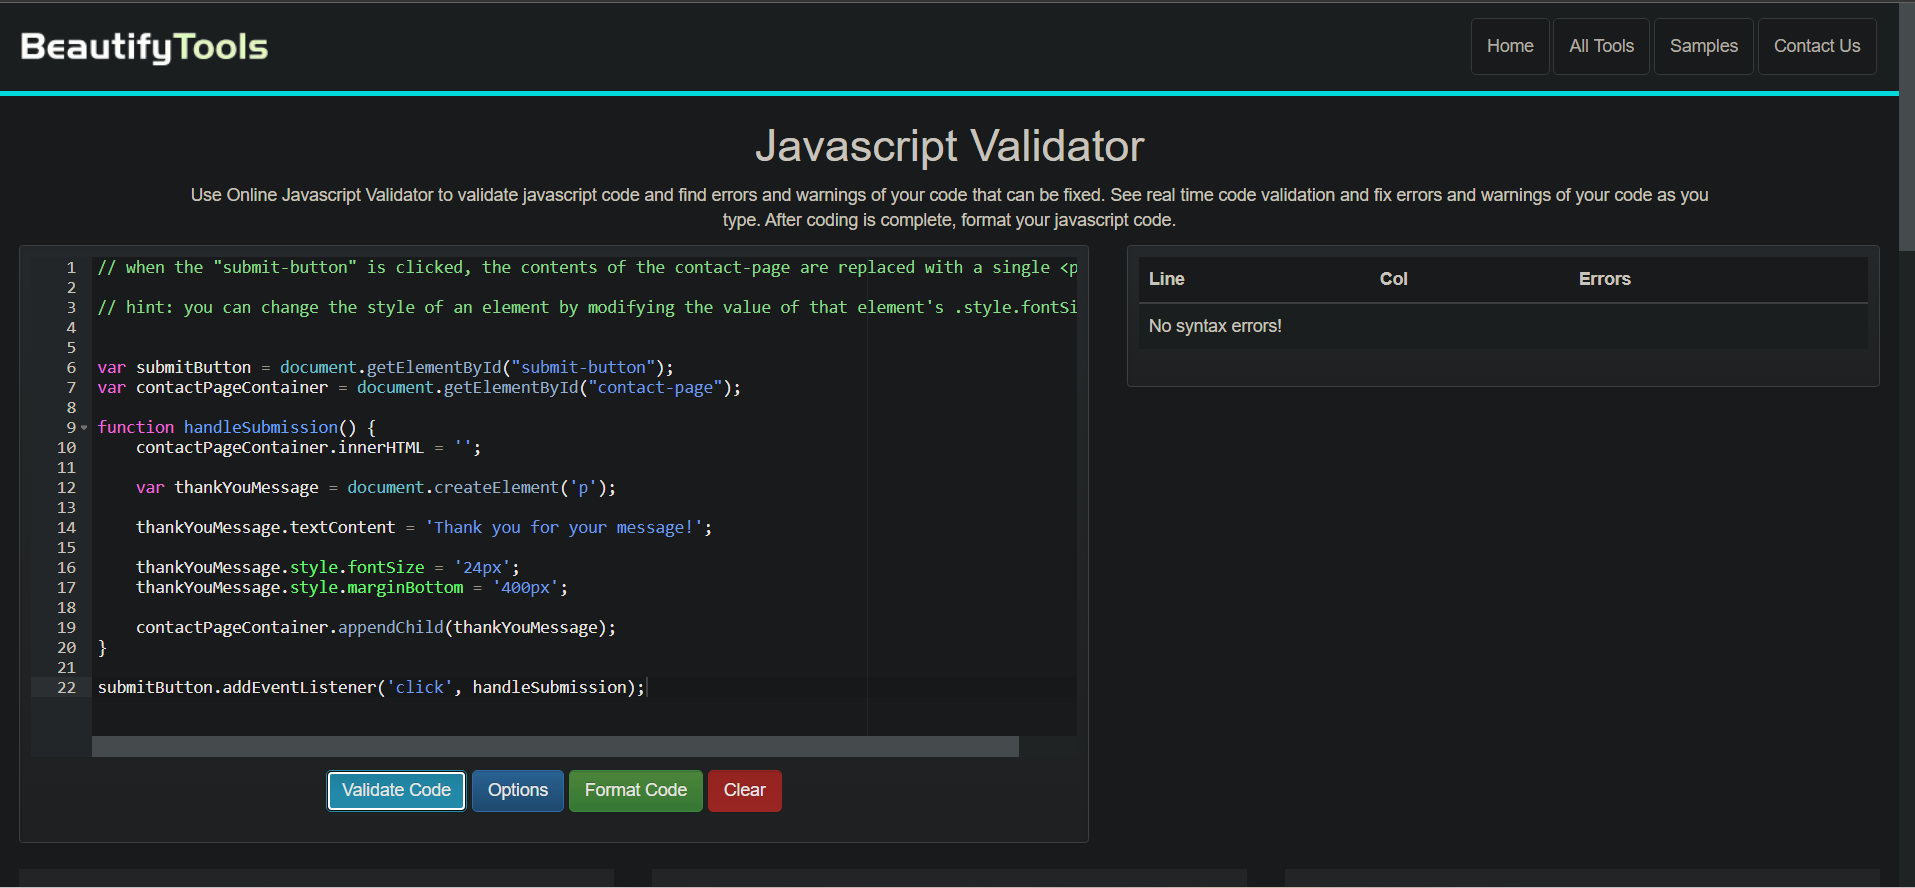 BeautifyTools
Home
All Tools
Samples
Contact Us
Javascript Validator
Use Online Javascript Validator to validate javascript code and find errors and warnings of your code that can be fixed. See real time code validation and fix errors and warnings of your code as you
type. After coding is complete, format your javascript code.
1 // when the "submit-button" is clicked, the contents of the contact-page are replaced with a single <p
2
3 // hint: you can change the style of an element by modifying the value of that element's .style.fontSi
4
5
6 var submitButton = document.getElementById("submit-button");
7 var contactPageContainer = document.getElementById("contact-page");
8
9 function handleSubmission() {
10     contactPageContainer.innerHTML = '';
11
12     var thankYouMessage = document.createElement('p');
13
14     thankYouMessage.textContent = 'Thank you for your message!';
15
16     thankYouMessage.style.fontSize = '24px';
17     thankYouMessage.style.marginBottom = '400px';
18
19     contactPageContainer.appendChild(thankYouMessage);
20 }
21
22 submitButton.addEventListener('click', handleSubmission);
Validate Code
Options
Format Code
Clear
Line Col Errors
No syntax errors!